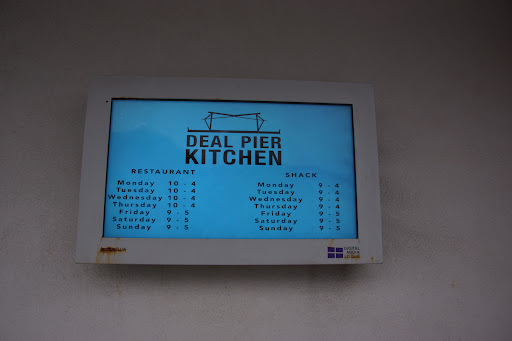 DEAL PIER
KITCHEN
RESTAURANT
Monday 10 - 4
Tuesday 10 - 4
Wednesday 10 - 4
Thursday 10 - 4
Friday 9 - 5
Saturday 9 - 5
Sunday 9 - 5
SHACK
Monday 9 - 4
Tuesday 9 - 4
Wednesday 9 - 4
Thursday 9 - 4
Friday 9 - 5
Saturday 9 - 5
Sunday 9 - 5
DIGITAL